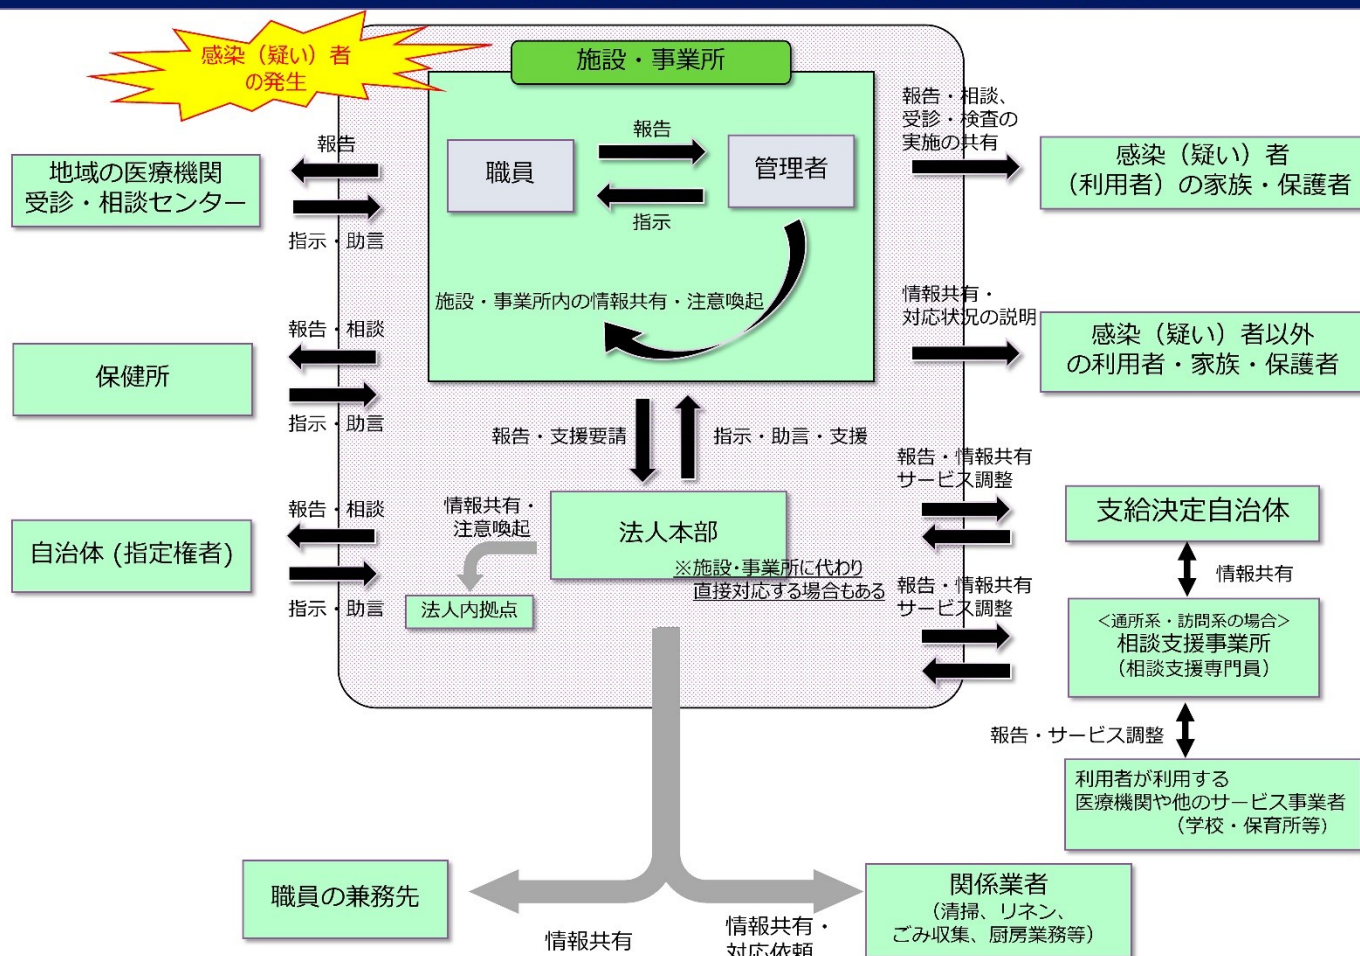 感染（疑い）者
の発生
施設・事業所
職員
報告
指示
管理者
施設・事業所内の情報共有・注意喚起
報告
地域の医療機関
受診・相談センター
指示・助言
報告・相談
保健所
指示・助言
報告・相談
自治体 (指定権者)
指示・助言
報告・相談、
受診・検査の
実施の共有
感染（疑い）者
（利用者）の家族・保護者
情報共有・
対応状況の説明
感染（疑い）者以外
の利用者・家族・保護者
報告・支援要請
指示・助言・支援
情報共有・
注意喚起
法人本部
※施設・事業所に代わり
直接対応する場合もある
法人内拠点
報告・情報共有
サービス調整
支給決定自治体
情報共有
報告・情報共有
サービス調整
＜通所系・訪問系の場合＞
相談支援事業所
（相談支援専門員）
報告・サービス調整
利用者が利用する
医療機関や他のサービス事業者
（学校・保育所等）
職員の兼務先
情報共有
情報共有・
対応依頼
関係業者
（清掃、リネン、
ごみ収集、厨房業務等）